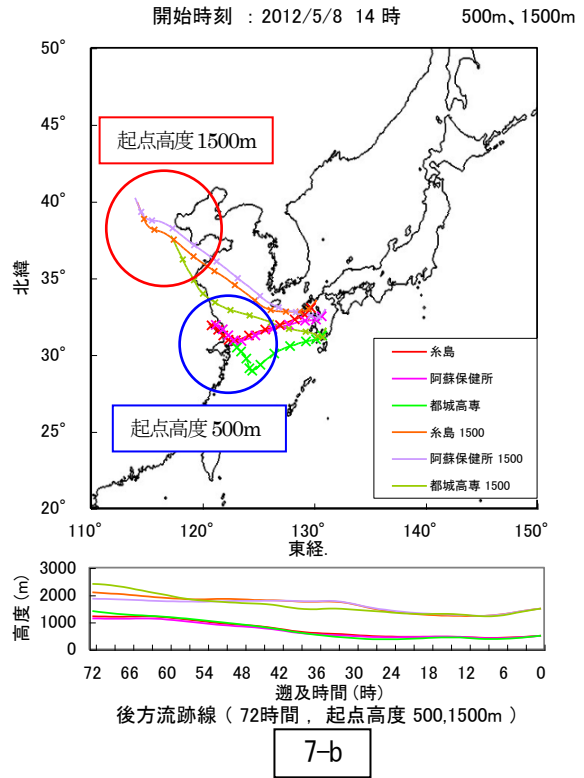 開始時刻 : 2012/5/8 14 時 500m、1500m
50°
45°
40°
35°
30°
25°
20°
北緯
起点高度 1500m
起点高度 500m
糸島
阿蘇保健所
都城高専
糸島 1500
阿蘇保健所 1500
都城高専 1500
110° 120° 130° 140° 150°
東経.
3000
2000
1000
0
高度 (m)
72 66 60 54 48 42 36 30 24 18 12 6 0
遡及時間 (時)
後方流跡線 ( 72時間 , 起点高度 500,1500m )
7-b